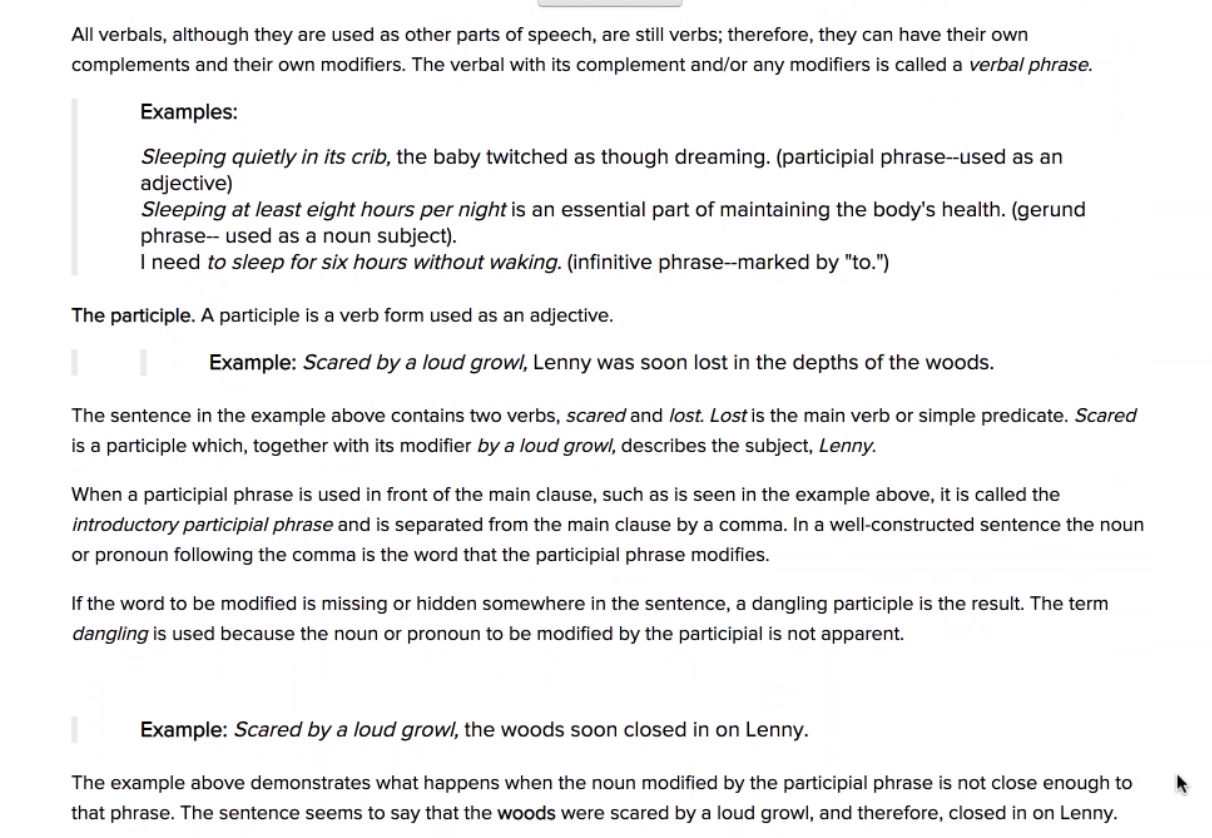 All verbals, although they are used as other parts of speech, are still verbs; therefore, they can have their own
complements and their own modifiers. The verbal with its complement and/or any modifiers is called a verbal phrase.
Examples:
Sleeping quietly in its crib, the baby twitched as though dreaming. (participial phrase--used as an
adjective)
Sleeping at least eight hours per night is an essential part of maintaining the body's health. (gerund
phrase-- used as a noun subject).
I need to sleep for six hours without waking. (infinitive phrase--marked by "to.")
The participle. A participle is a verb form used as an adjective.
Example: Scared by a loud growl, Lenny was soon lost in the depths of the woods.
The sentence in the example above contains two verbs, scared and lost. Lost is the main verb or simple predicate. Scared
is a participle which, together with its modifier by a loud growl, describes the subject, Lenny.
When a participial phrase is used in front of the main clause, such as is seen in the example above, it is called the
introductory participial phrase and is separated from the main clause by a comma. In a well-constructed sentence the noun
or pronoun following the comma is the word that the participial phrase modifies.
If the word to be modified is missing or hidden somewhere in the sentence, a dangling participle is the result. The term
dangling is used because the noun or pronoun to be modified by the participial is not apparent.
Example: Scared by a loud growl, the woods soon closed in on Lenny.
The example above demonstrates what happens when the noun modified by the participial phrase is not close enough to
that phrase. The sentence seems to say that the woods were scared by a loud growl, and therefore, closed in on Lenny.